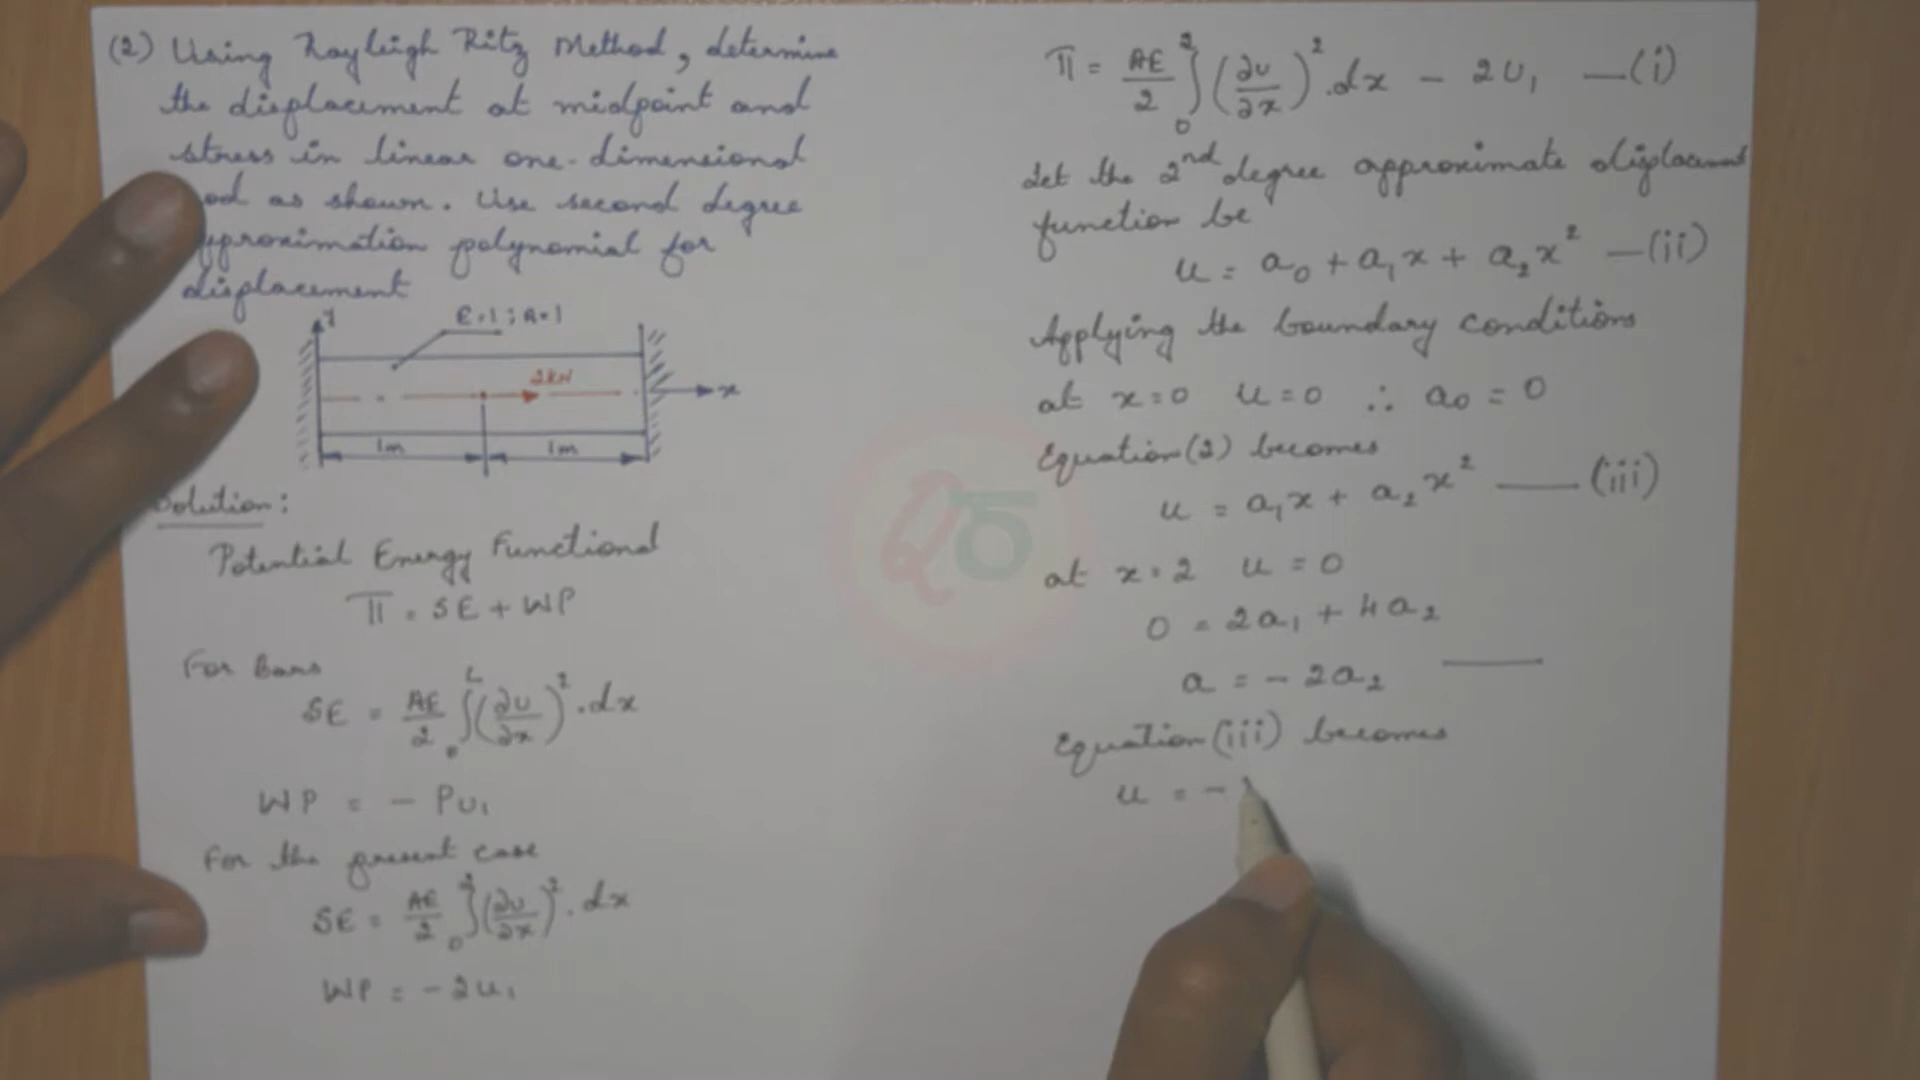 (2) Using Rayleigh Ritz Method, determine
the displacement at midpoint and
stress in linear one-dimensional
od as shown. Use second degree
pproximation polynomial for
displacement
y
E=1 ; A=1
2kN
x
1m 1m
Solution:
Potential Energy Functional
π = SE + WP
For Bars
SE = AE/2 ∫₀ᴸ (∂u/∂x)² . dx
WP = - Pu₁
For the present case
SE = AE/2 ∫₀² (∂u/∂x)² . dx
WP = - 2u₁
π = AE/2 ∫₀² (∂u/∂x)² . dx - 2u₁ —(i)
Let the 2nd degree approximate displacement
function be
u = a₀ + a₁x + a₂x² —(ii)
Applying the boundary conditions
at x=0 u=0 ∴ a₀ = 0
Equation(2) becomes
u = a₁x + a₂x² —(iii)
at x=2 u=0
0 = 2a₁ + 4a₂
a = - 2a₂ —
Equation(iii) becomes
u = -